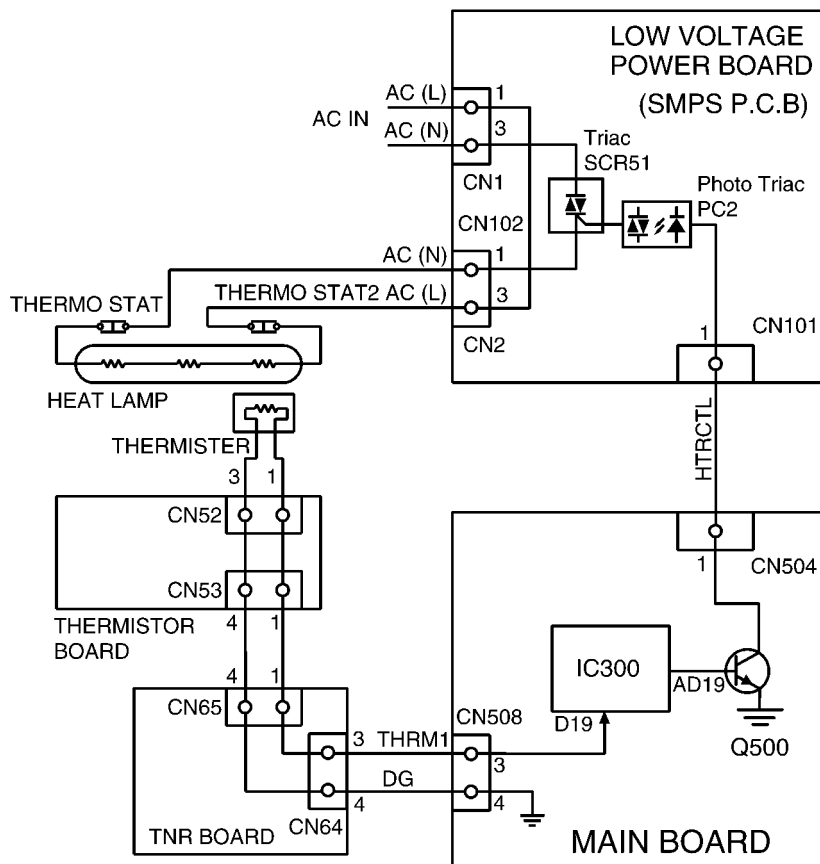 LOW VOLTAGE
POWER BOARD
(SMPS P.C.B)
AC (L)
1
AC IN
AC (N)
3
CN1
Triac
SCR51
Photo Triac
PC2
CN102
AC (N)
1
THERMO STAT
THERMO STAT2 AC (L)
3
CN2
1
CN101
HEAT LAMP
THERMISTER
HTRCTL
3
1
CN52
CN504
1
CN53
4
1
THERMISTOR
BOARD
4
1
IC300
AD19
CN65
CN508
D19
Q500
3
THRM1
3
DG
4
4
CN64
TNR BOARD
MAIN BOARD